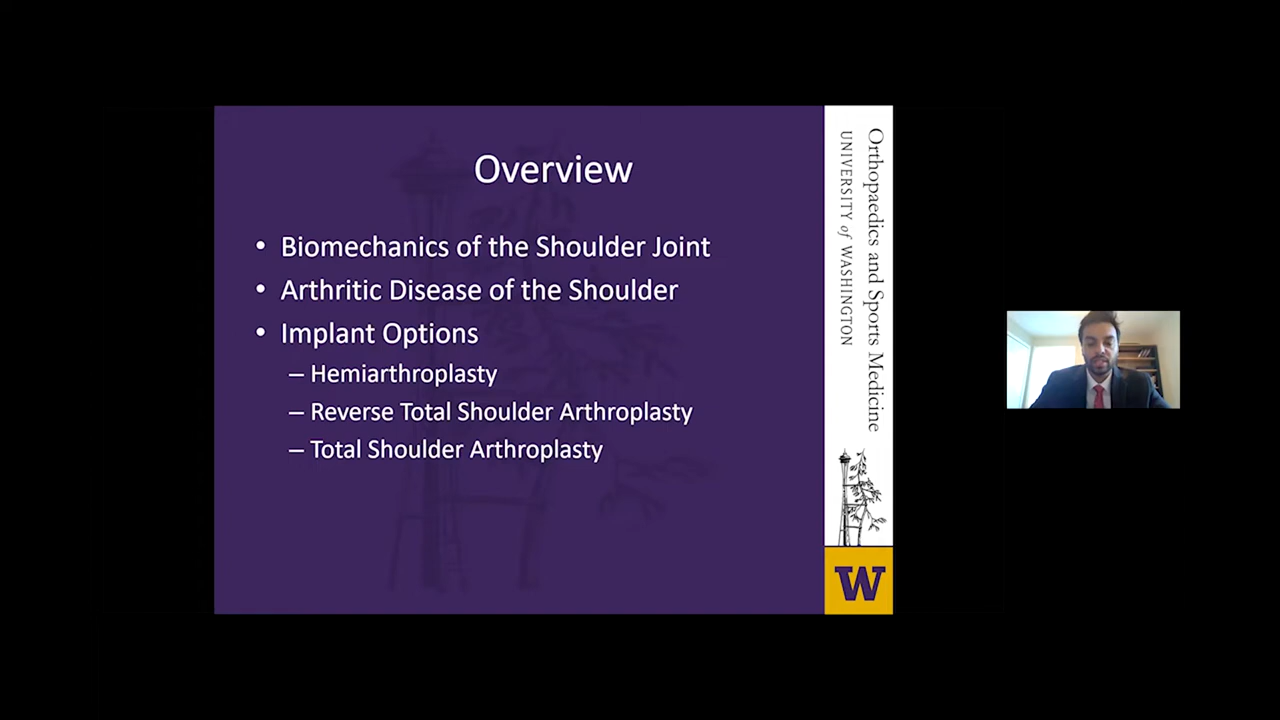 Overview
• Biomechanics of the Shoulder Joint
• Arthritic Disease of the Shoulder
• Implant Options
– Hemiarthroplasty
– Reverse Total Shoulder Arthroplasty
– Total Shoulder Arthroplasty
Orthopaedics and Sports Medicine
UNIVERSITY of WASHINGTON
W